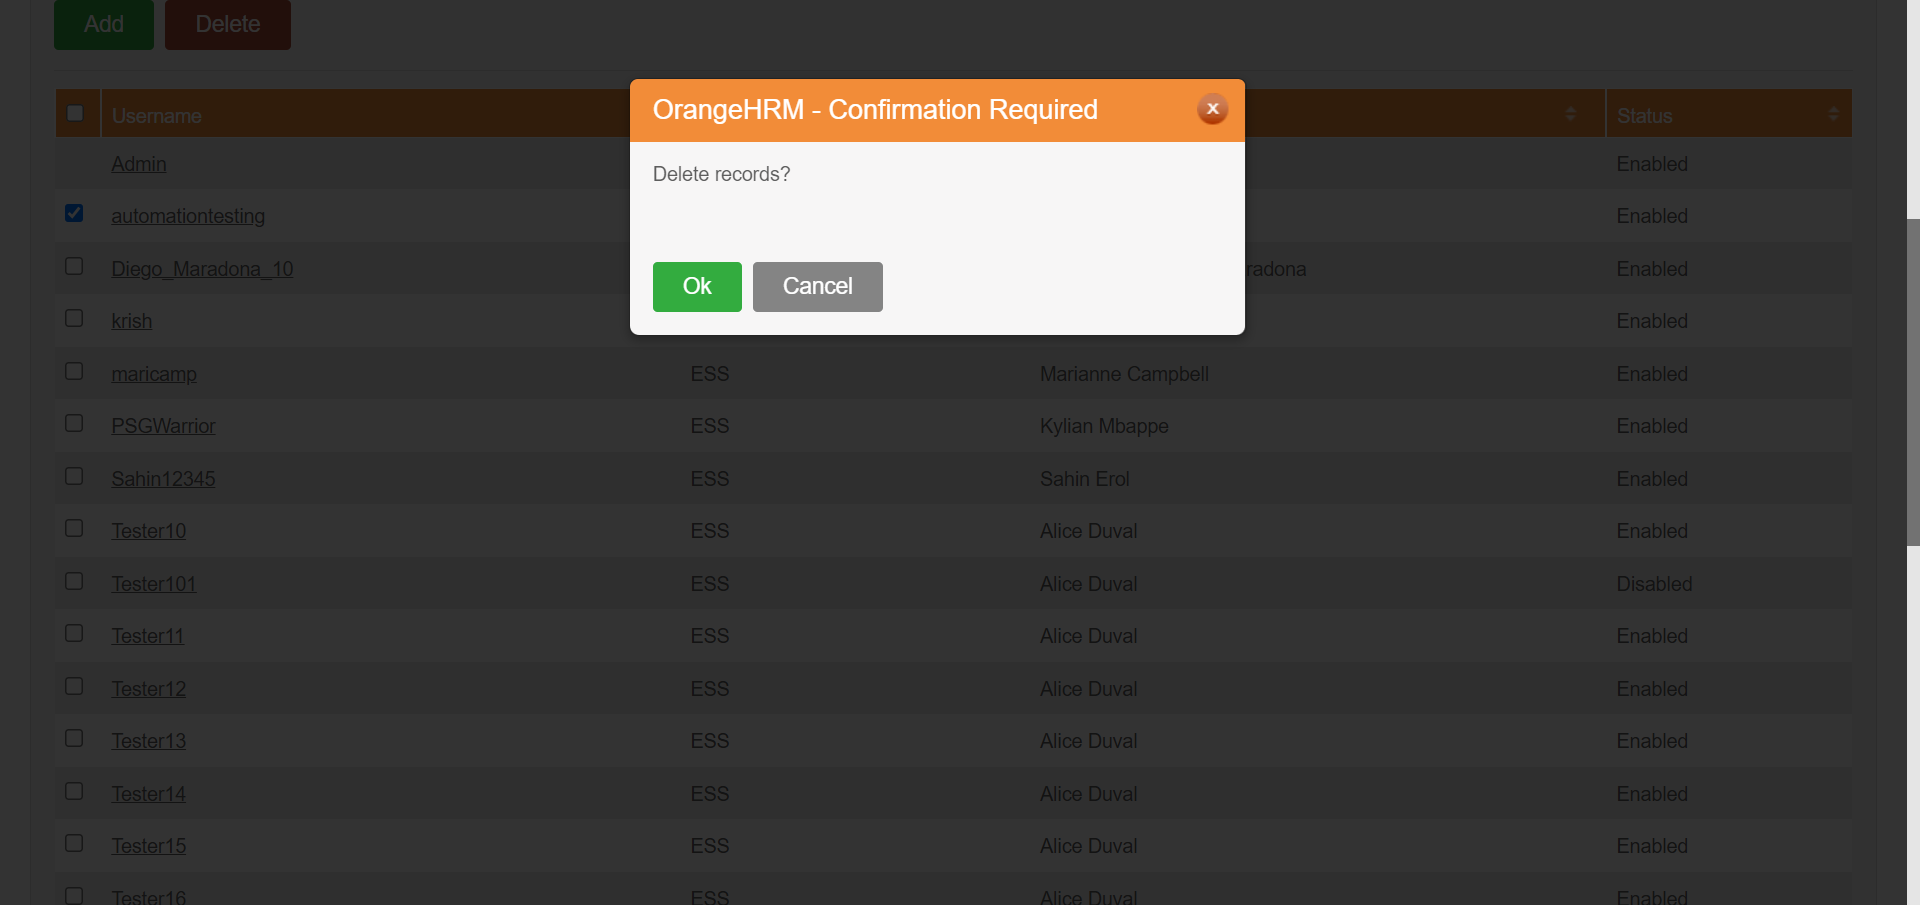 Add Delete
OrangeHRM - Confirmation Required x
Username Status
Delete records?
Admin Enabled
automationtesting Enabled
Diego_Maradona_10 radona Enabled
Ok Cancel
krish Enabled
maricamp ESS Marianne Campbell Enabled
PSGWarrior ESS Kylian Mbappe Enabled
Sahin12345 ESS Sahin Erol Enabled
Tester10 ESS Alice Duval Enabled
Tester101 ESS Alice Duval Disabled
Tester11 ESS Alice Duval Enabled
Tester12 ESS Alice Duval Enabled
Tester13 ESS Alice Duval Enabled
Tester14 ESS Alice Duval Enabled
Tester15 ESS Alice Duval Enabled
Tester16 ESS Alice Duval Enabled